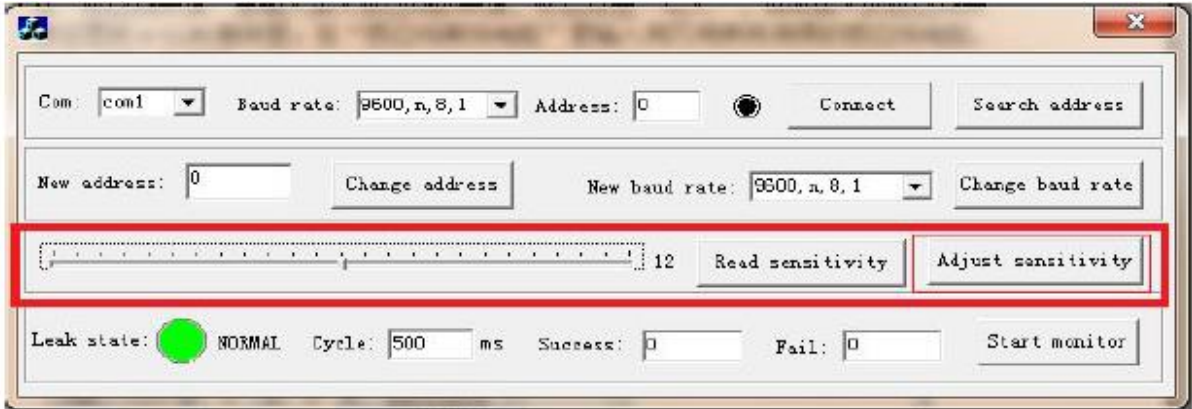 Com: com1 Baud rate: 9600,n,8,1 Address: 0 Connect Search address
New address: 0 Change address New baud rate: 9600,n,8,1 Change baud rate
12 Read sensitivity Adjust sensitivity
Leak state: NORMAL Cycle: 500 ms Success: 0 Fail: 0 Start monitor